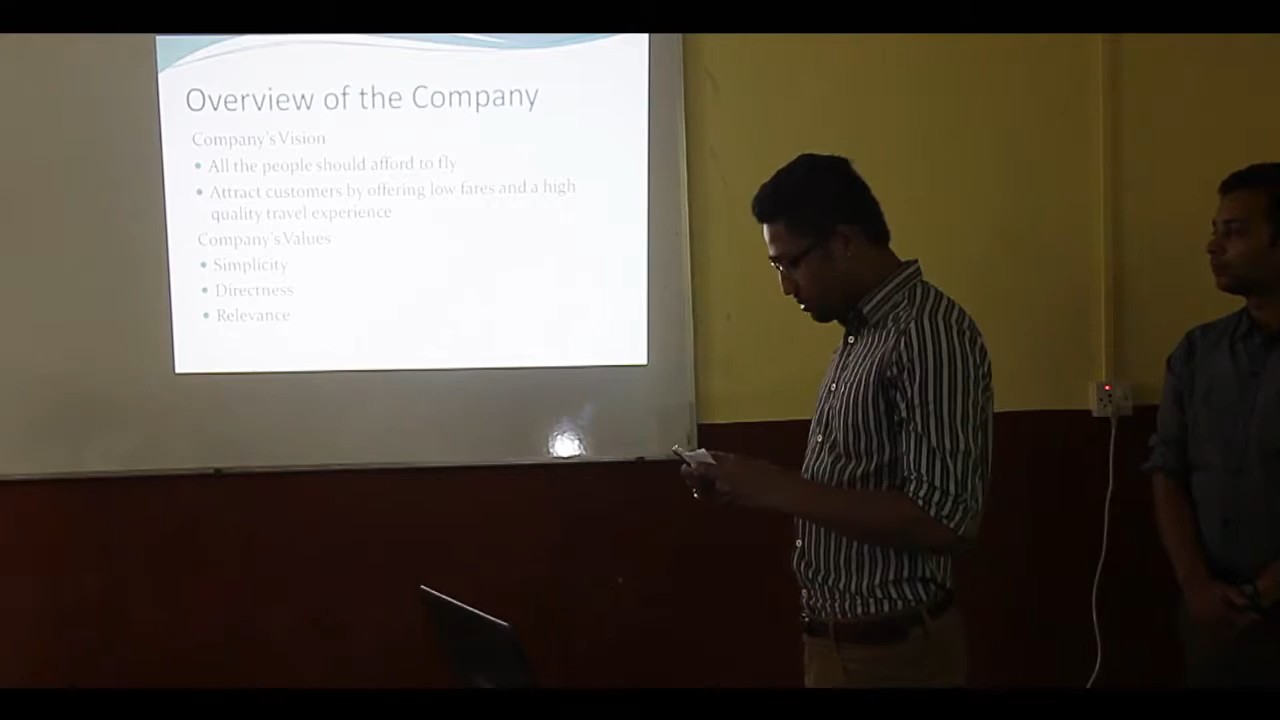 Overview of the Company
Company's Vision
• All the people should afford to fly
• Attract customers by offering low fares and a high
quality travel experience
Company's Values
• Simplicity
• Directness
• Relevance